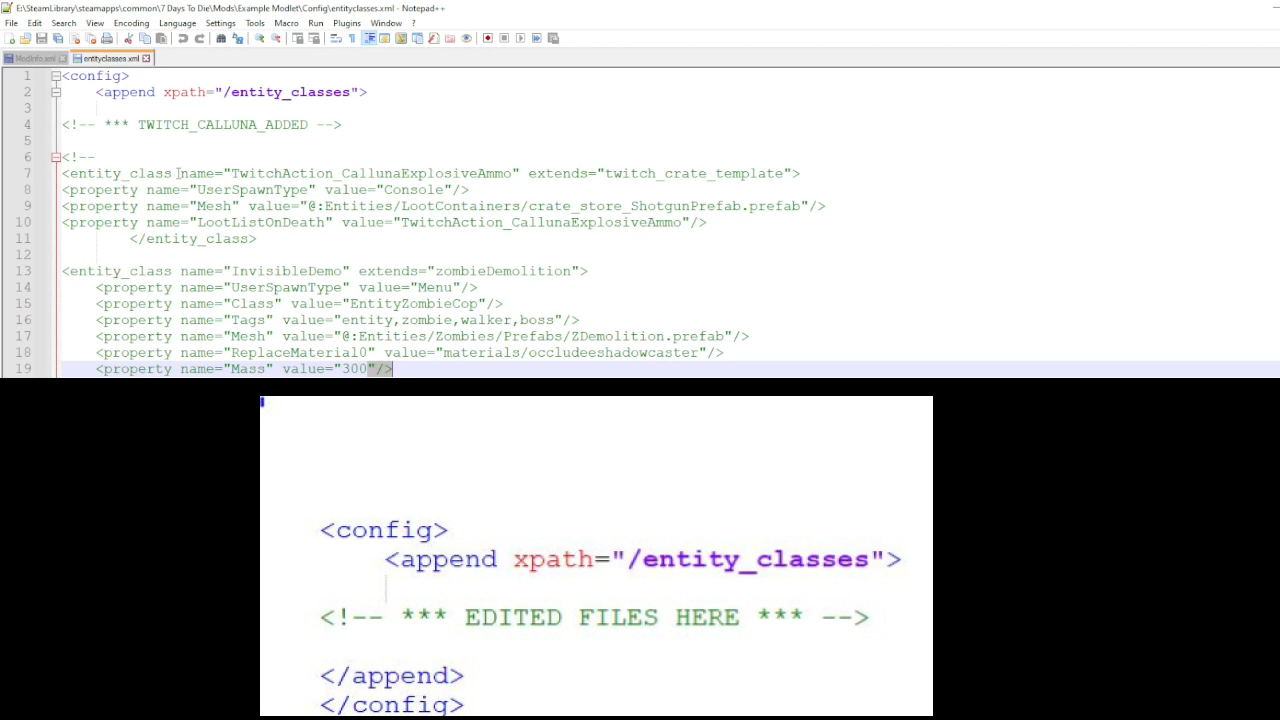 E:\SteamLibrary\steamapps\common\7 Days To Die\Mods\Example Modlet\Config\entityclasses.xml - Notepad++
File Edit Search View Encoding Language Settings Tools Macro Run Plugins Window ?
ModInfo.xml entityclasses.xml
1 <config>
2 <append xpath="/entity_classes">
3
4 <!-- *** TWITCH_CALLUNA_ADDED -->
5
6 <!--
7 <entity_class name="TwitchAction_CallunaExplosiveAmmo" extends="twitch_crate_template">
8 <property name="UserSpawnType" value="Console"/>
9 <property name="Mesh" value="@:Entities/LootContainers/crate_store_ShotgunPrefab.prefab"/>
10 <property name="LootListOnDeath" value="TwitchAction_CallunaExplosiveAmmo"/>
11 </entity_class>
12
13 <entity_class name="InvisibleDemo" extends="zombieDemolition">
14 <property name="UserSpawnType" value="Menu"/>
15 <property name="Class" value="EntityZombieCop"/>
16 <property name="Tags" value="entity,zombie,walker,boss"/>
17 <property name="Mesh" value="@:Entities/Zombies/Prefabs/ZDemolition.prefab"/>
18 <property name="ReplaceMaterial0" value="materials/occludeeshadowcaster"/>
19 <property name="Mass" value="300"/>
<config>
<append xpath="/entity_classes">
<!-- *** EDITED FILES HERE *** -->
</append>
</config>